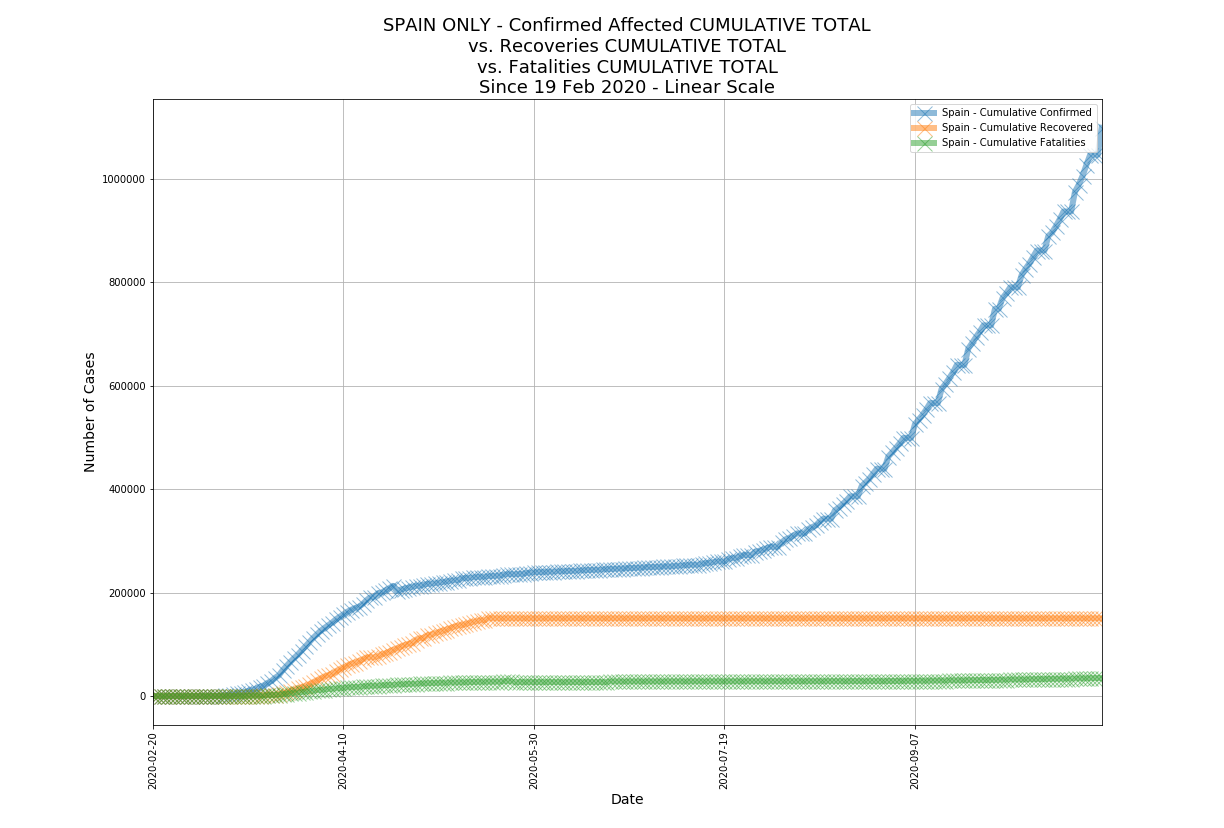 SPAIN ONLY - Confirmed Affected CUMULATIVE TOTAL
vs. Recoveries CUMULATIVE TOTAL
vs. Fatalities CUMULATIVE TOTAL
Since 19 Feb 2020 - Linear Scale
Spain - Cumulative Confirmed
Spain - Cumulative Recovered
Spain - Cumulative Fatalities
Number of Cases
1000000
800000
600000
400000
200000
0
2020-02-20
2020-04-10
2020-05-30
2020-07-19
2020-09-07
Date